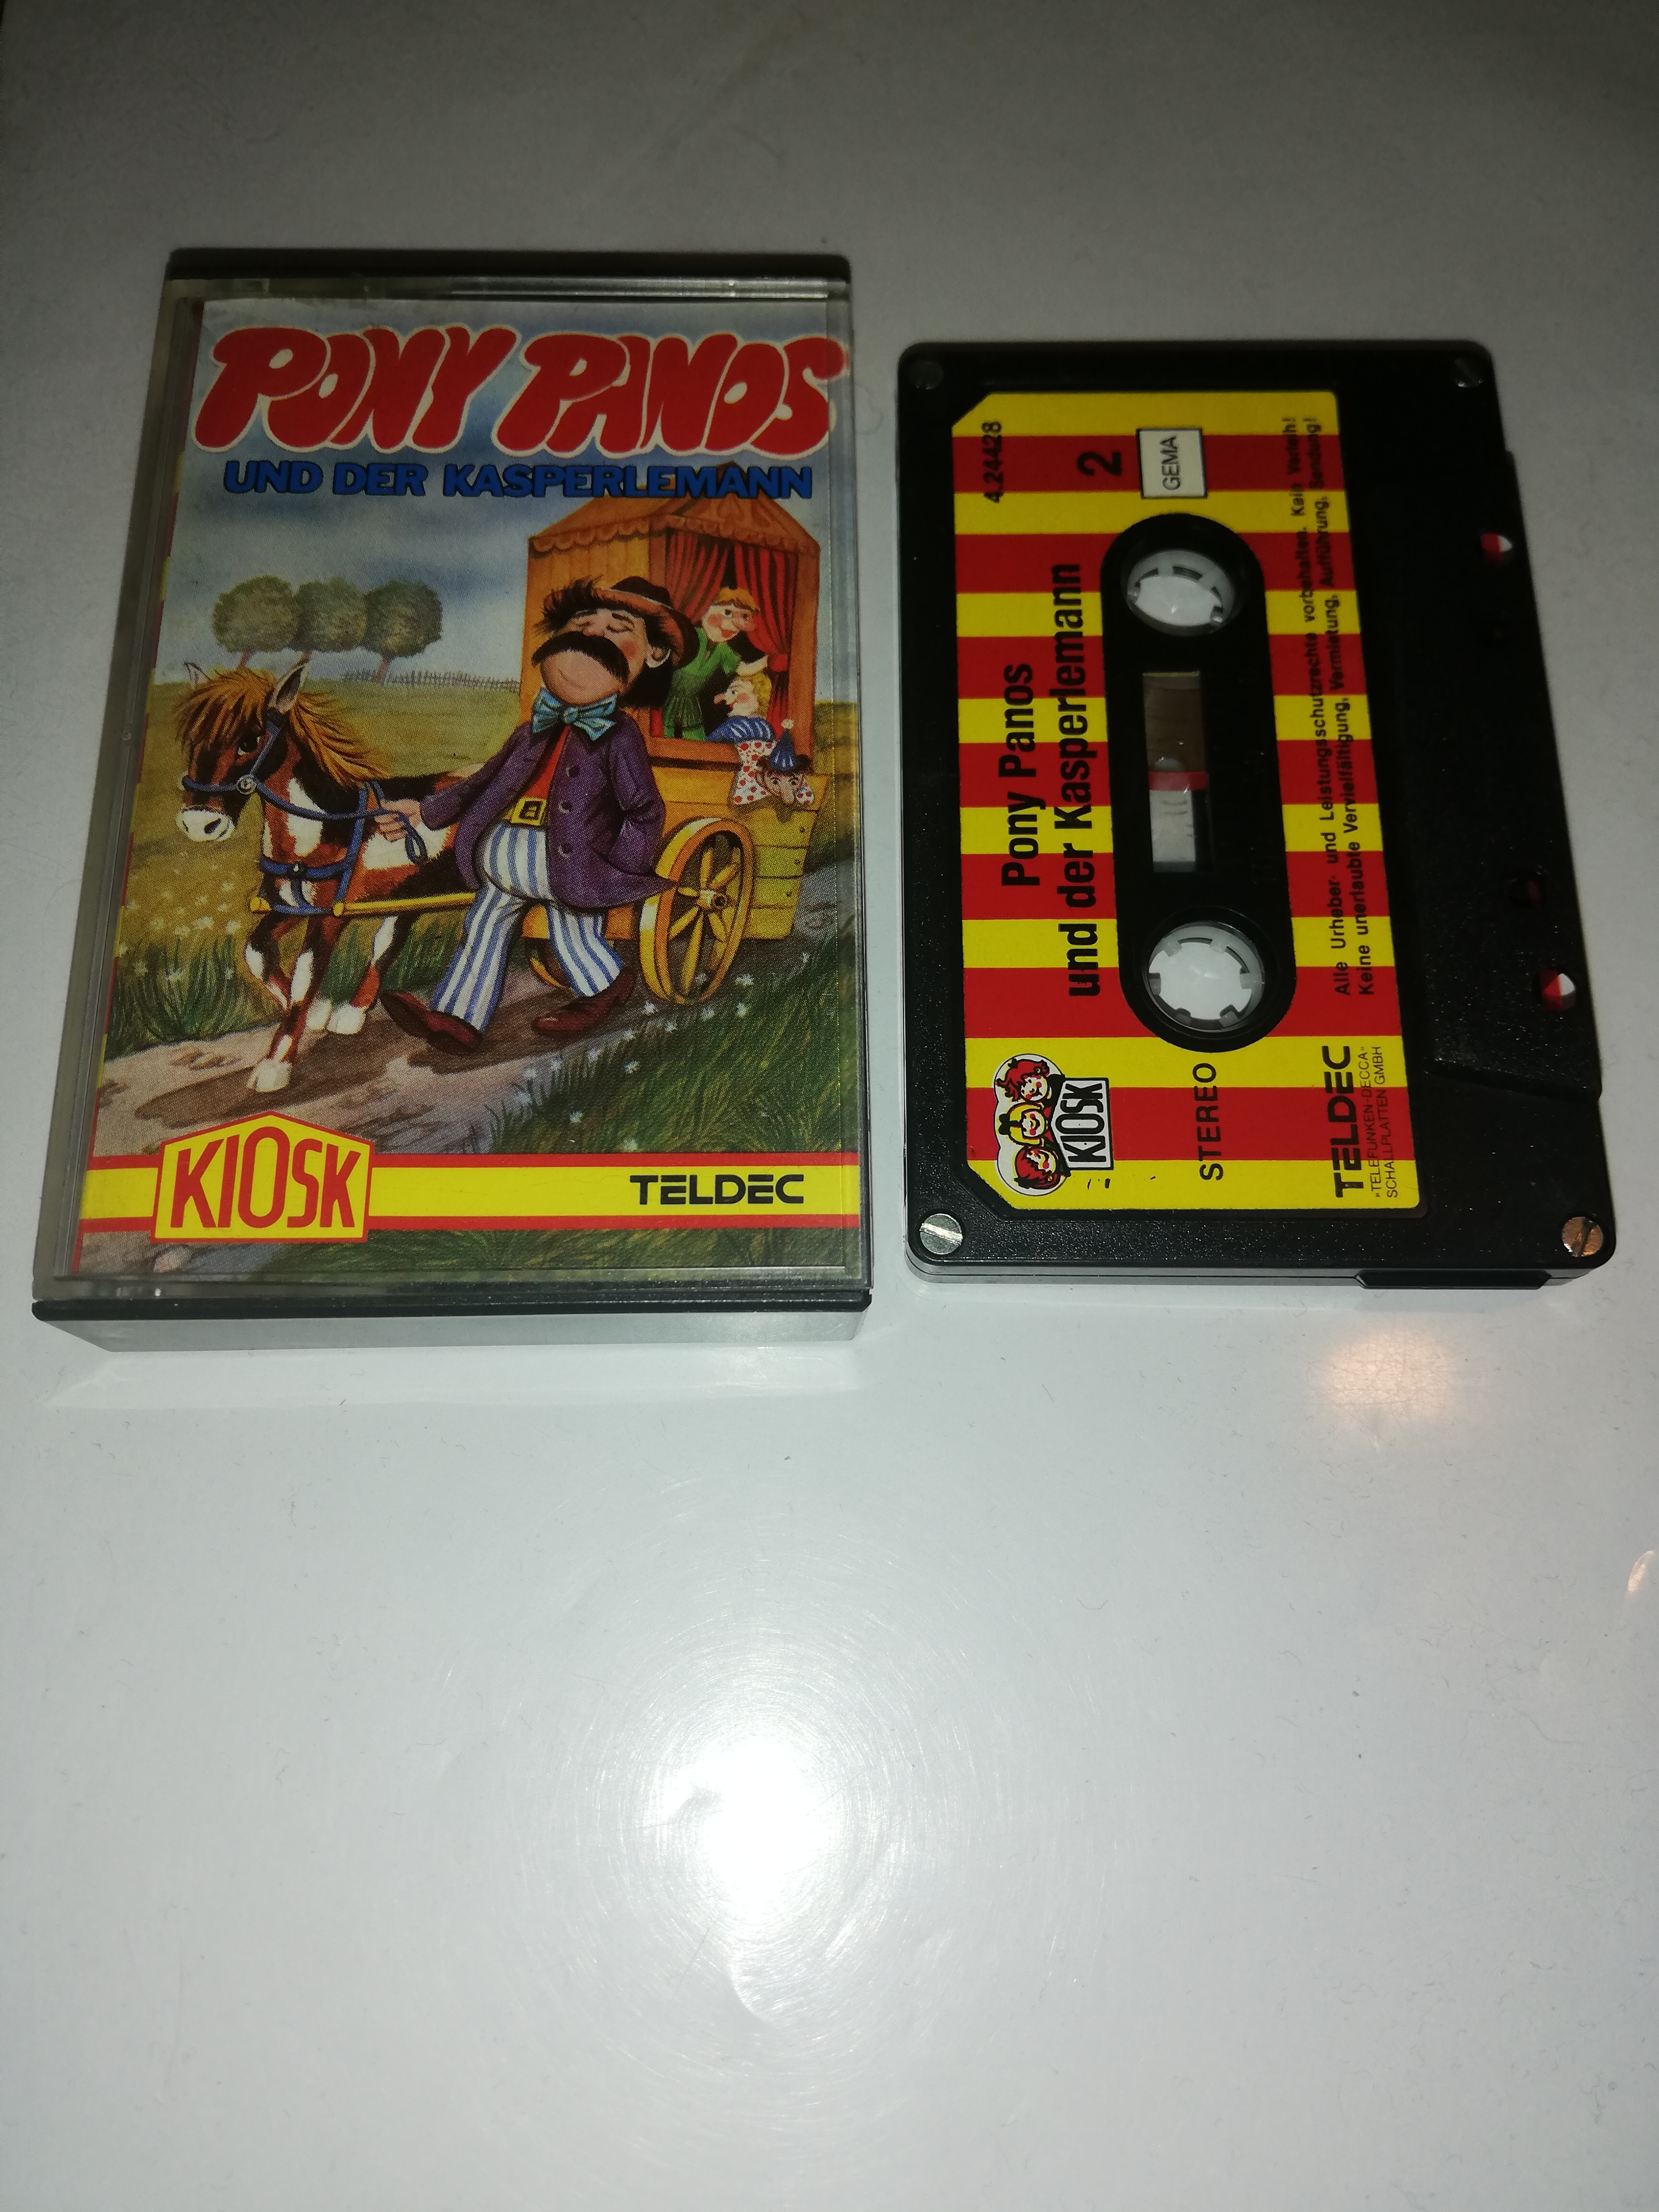 PONY PANOS
UND DER KASPERLEMANN
KIOSK
TELDEC
4.24428
2
GEMA
Pony Panos
und der Kasperlemann
KIOSK
STEREO
Alle Urheber- und Leistungsschutzrechte vorbehalten. Kein Verleih!
Keine unerlaubte Vervielfältigung, Vermietung, Aufführung, Sendung!
TELDEC
»TELEFUNKEN-DECCA«
SCHALLPLATTEN GMBH